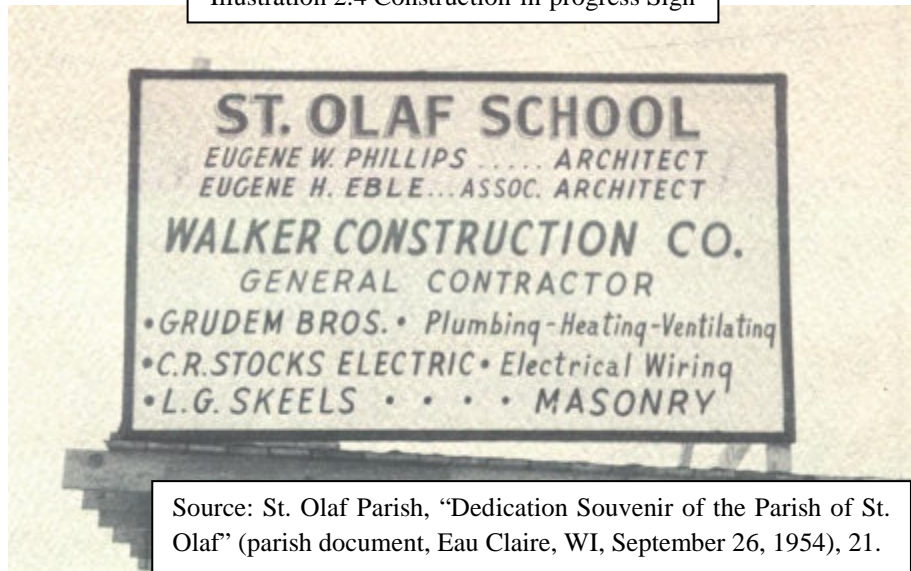 Illustration 2.4 Construction-in-progress Sign
ST. OLAF SCHOOL
EUGENE W. PHILLIPS ..... ARCHITECT
EUGENE H. EBLE...ASSOC. ARCHITECT
WALKER CONSTRUCTION CO.
GENERAL CONTRACTOR
•GRUDEM BROS.• Plumbing-Heating-Ventilating
•C.R.STOCKS ELECTRIC• Electrical Wiring
•L.G. SKEELS • • • • MASONRY
Source: St. Olaf Parish, “Dedication Souvenir of the Parish of St.
Olaf” (parish document, Eau Claire, WI, September 26, 1954), 21.